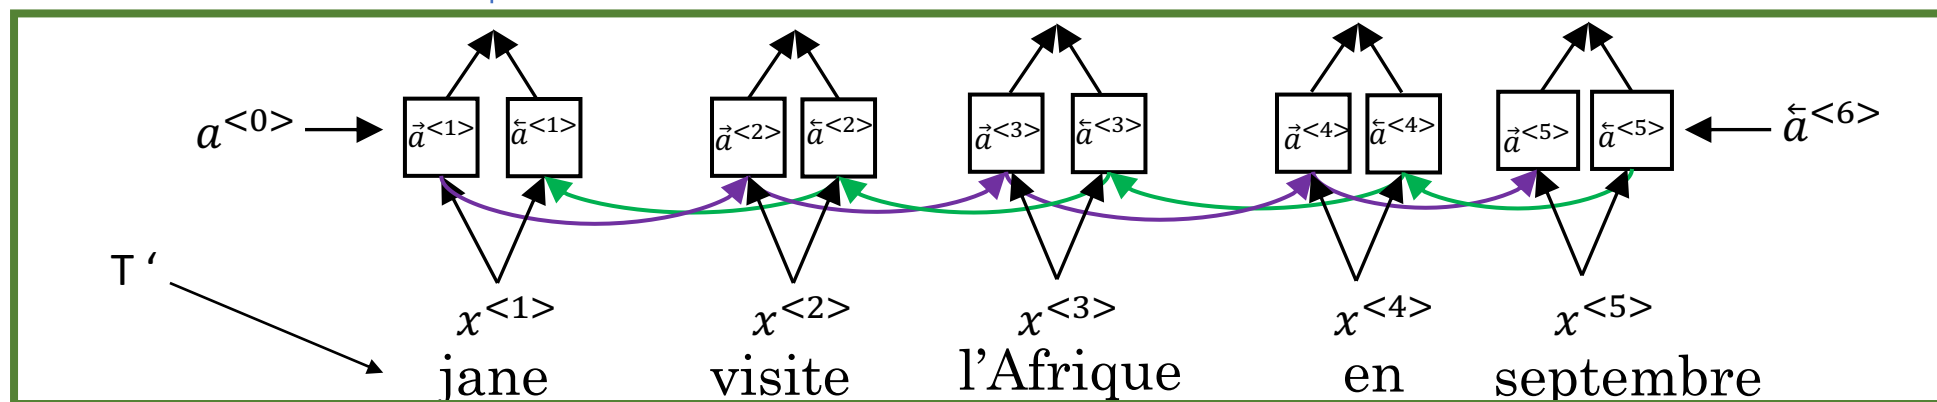 a<0> a⃗<1> a⃖<1> a⃗<2> a⃖<2> a⃗<3> a⃖<3> a⃗<4> a⃖<4> a⃗<5> a⃖<5> a⃖<6>
T ‘
x<1> x<2> x<3> x<4> x<5>
jane visite l’Afrique en septembre